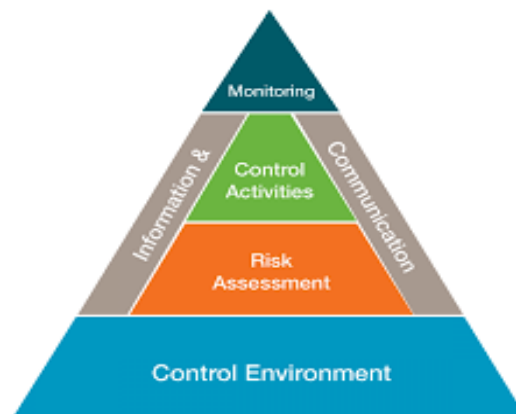 Monitoring
Information &
Communication
Control
Activities
Risk
Assessment
Control Environment